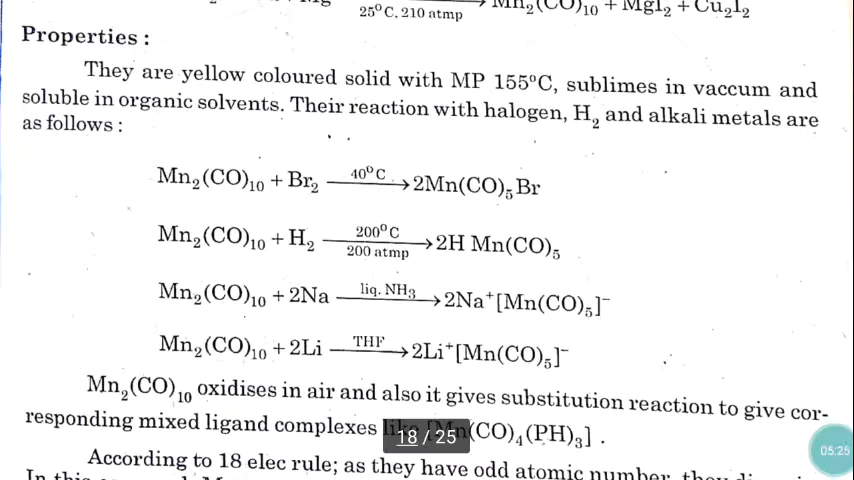 25°C, 210 atmp Mn₂(CO)₁₀ + MgI₂ + Cu₂I₂
Properties :
They are yellow coloured solid with MP 155°C, sublimes in vaccum and
soluble in organic solvents. Their reaction with halogen, H₂ and alkali metals are
as follows :
Mn₂(CO)₁₀ + Br₂ 40°C → 2Mn(CO)₅Br
Mn₂(CO)₁₀ + H₂ 200°C 200 atmp → 2H Mn(CO)₅
Mn₂(CO)₁₀ + 2Na liq. NH₃ → 2Na⁺[Mn(CO)₅]⁻
Mn₂(CO)₁₀ + 2Li THF → 2Li⁺[Mn(CO)₅]⁻
Mn₂(CO)₁₀ oxidises in air and also it gives substitution reaction to give cor-
responding mixed ligand complexes (CO)₄(PH)₃] .
18 / 25
05:25
According to 18 elec rule; as they have odd atomic number, they
In this